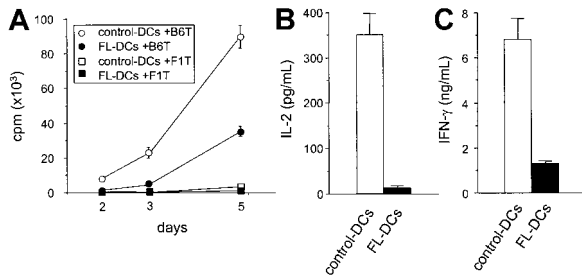 A
control-DCs +B6T
FL-DCs +B6T
control-DCs +F1T
FL-DCs +F1T
cpm (x10³)
100
80
60
40
20
0
2 3 5
days
B
IL-2 (pg/mL)
400
300
200
100
0
control-DCs
FL-DCs
C
IFN-γ (ng/mL)
8
6
4
2
0
control-DCs
FL-DCs